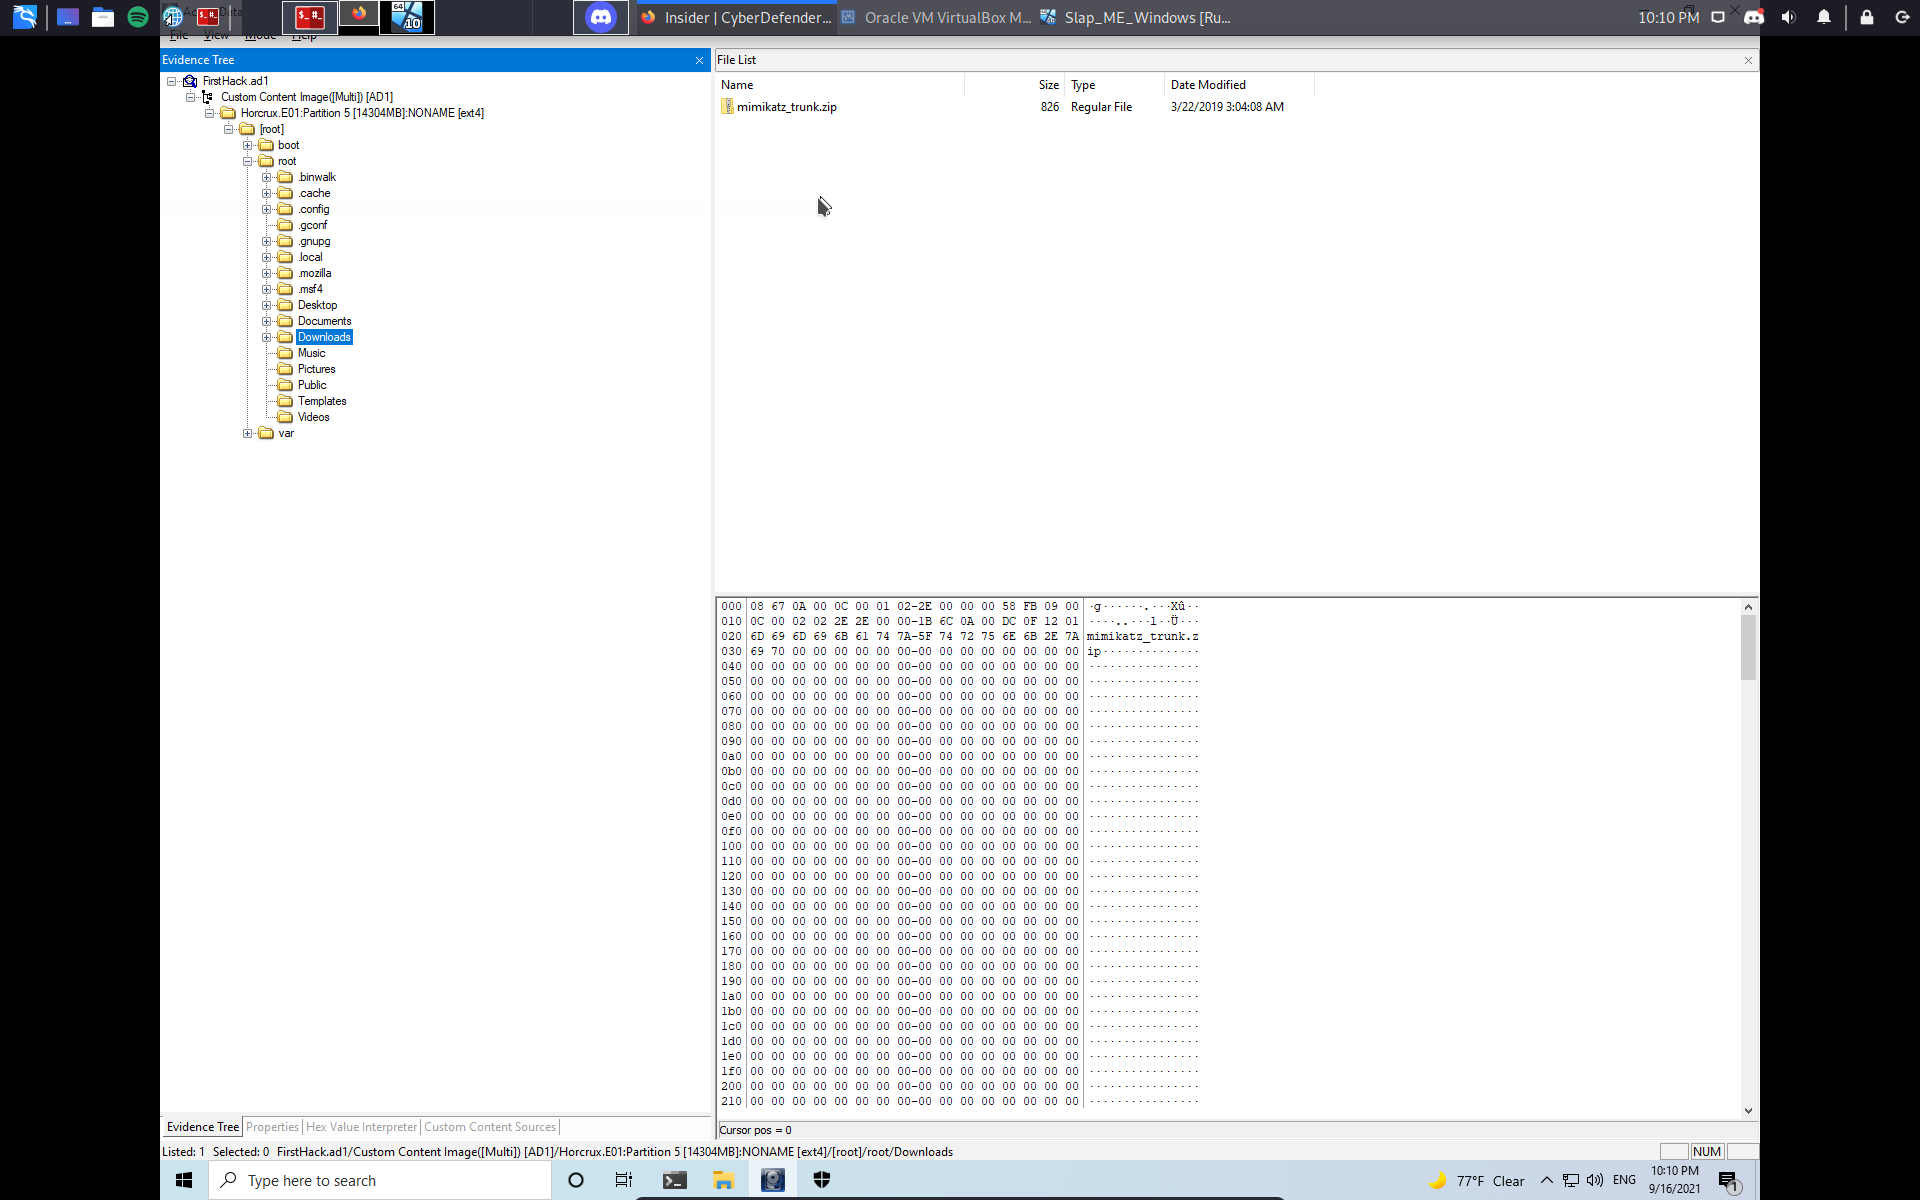 Insider | CyberDefender...
Oracle VM VirtualBox M...
Slap_ME_Windows [Ru...
10:10 PM
File View Mode Help
Evidence Tree
FirstHack.ad1
Custom Content Image([Multi]) [AD1]
Horcrux.E01:Partition 5 [14304MB]:NONAME [ext4]
[root]
boot
root
.binwalk
.cache
.config
.gconf
.gnupg
.local
.mozilla
.msf4
Desktop
Documents
Downloads
Music
Pictures
Public
Templates
Videos
var
File List
Name Size Type Date Modified
mimikatz_trunk.zip 826 Regular File 3/22/2019 3:04:08 AM
000 08 67 0A 00 0C 00 01 02-2E 00 00 00 58 FB 09 00 ·g······.···Xû··
010 0C 00 02 02 2E 2E 00 00-1B 6C 0A 00 DC 0F 12 01 ····..···l··Ü···
020 6D 69 6D 69 6B 61 74 7A-5F 74 72 75 6E 6B 2E 7A mimikatz_trunk.z
030 69 70 00 00 00 00 00 00-00 00 00 00 00 00 00 00 ip··············
040 00 00 00 00 00 00 00 00-00 00 00 00 00 00 00 00 ················
050 00 00 00 00 00 00 00 00-00 00 00 00 00 00 00 00 ················
060 00 00 00 00 00 00 00 00-00 00 00 00 00 00 00 00 ················
070 00 00 00 00 00 00 00 00-00 00 00 00 00 00 00 00 ················
080 00 00 00 00 00 00 00 00-00 00 00 00 00 00 00 00 ················
090 00 00 00 00 00 00 00 00-00 00 00 00 00 00 00 00 ················
0a0 00 00 00 00 00 00 00 00-00 00 00 00 00 00 00 00 ················
0b0 00 00 00 00 00 00 00 00-00 00 00 00 00 00 00 00 ················
0c0 00 00 00 00 00 00 00 00-00 00 00 00 00 00 00 00 ················
0d0 00 00 00 00 00 00 00 00-00 00 00 00 00 00 00 00 ················
0e0 00 00 00 00 00 00 00 00-00 00 00 00 00 00 00 00 ················
0f0 00 00 00 00 00 00 00 00-00 00 00 00 00 00 00 00 ················
100 00 00 00 00 00 00 00 00-00 00 00 00 00 00 00 00 ················
110 00 00 00 00 00 00 00 00-00 00 00 00 00 00 00 00 ················
120 00 00 00 00 00 00 00 00-00 00 00 00 00 00 00 00 ················
130 00 00 00 00 00 00 00 00-00 00 00 00 00 00 00 00 ················
140 00 00 00 00 00 00 00 00-00 00 00 00 00 00 00 00 ················
150 00 00 00 00 00 00 00 00-00 00 00 00 00 00 00 00 ················
160 00 00 00 00 00 00 00 00-00 00 00 00 00 00 00 00 ················
170 00 00 00 00 00 00 00 00-00 00 00 00 00 00 00 00 ················
180 00 00 00 00 00 00 00 00-00 00 00 00 00 00 00 00 ················
190 00 00 00 00 00 00 00 00-00 00 00 00 00 00 00 00 ················
1a0 00 00 00 00 00 00 00 00-00 00 00 00 00 00 00 00 ················
1b0 00 00 00 00 00 00 00 00-00 00 00 00 00 00 00 00 ················
1c0 00 00 00 00 00 00 00 00-00 00 00 00 00 00 00 00 ················
1d0 00 00 00 00 00 00 00 00-00 00 00 00 00 00 00 00 ················
1e0 00 00 00 00 00 00 00 00-00 00 00 00 00 00 00 00 ················
1f0 00 00 00 00 00 00 00 00-00 00 00 00 00 00 00 00 ················
200 00 00 00 00 00 00 00 00-00 00 00 00 00 00 00 00 ················
210 00 00 00 00 00 00 00 00-00 00 00 00 00 00 00 00 ················
Cursor pos = 0
Evidence Tree Properties Hex Value Interpreter Custom Content Sources
Listed: 1 Selected: 0 FirstHack.ad1/Custom Content Image([Multi]) [AD1]/Horcrux.E01:Partition 5 [14304MB]:NONAME [ext4]/[root]/root/Downloads
NUM
Type here to search
77°F Clear
ENG
10:10 PM
9/16/2021
1